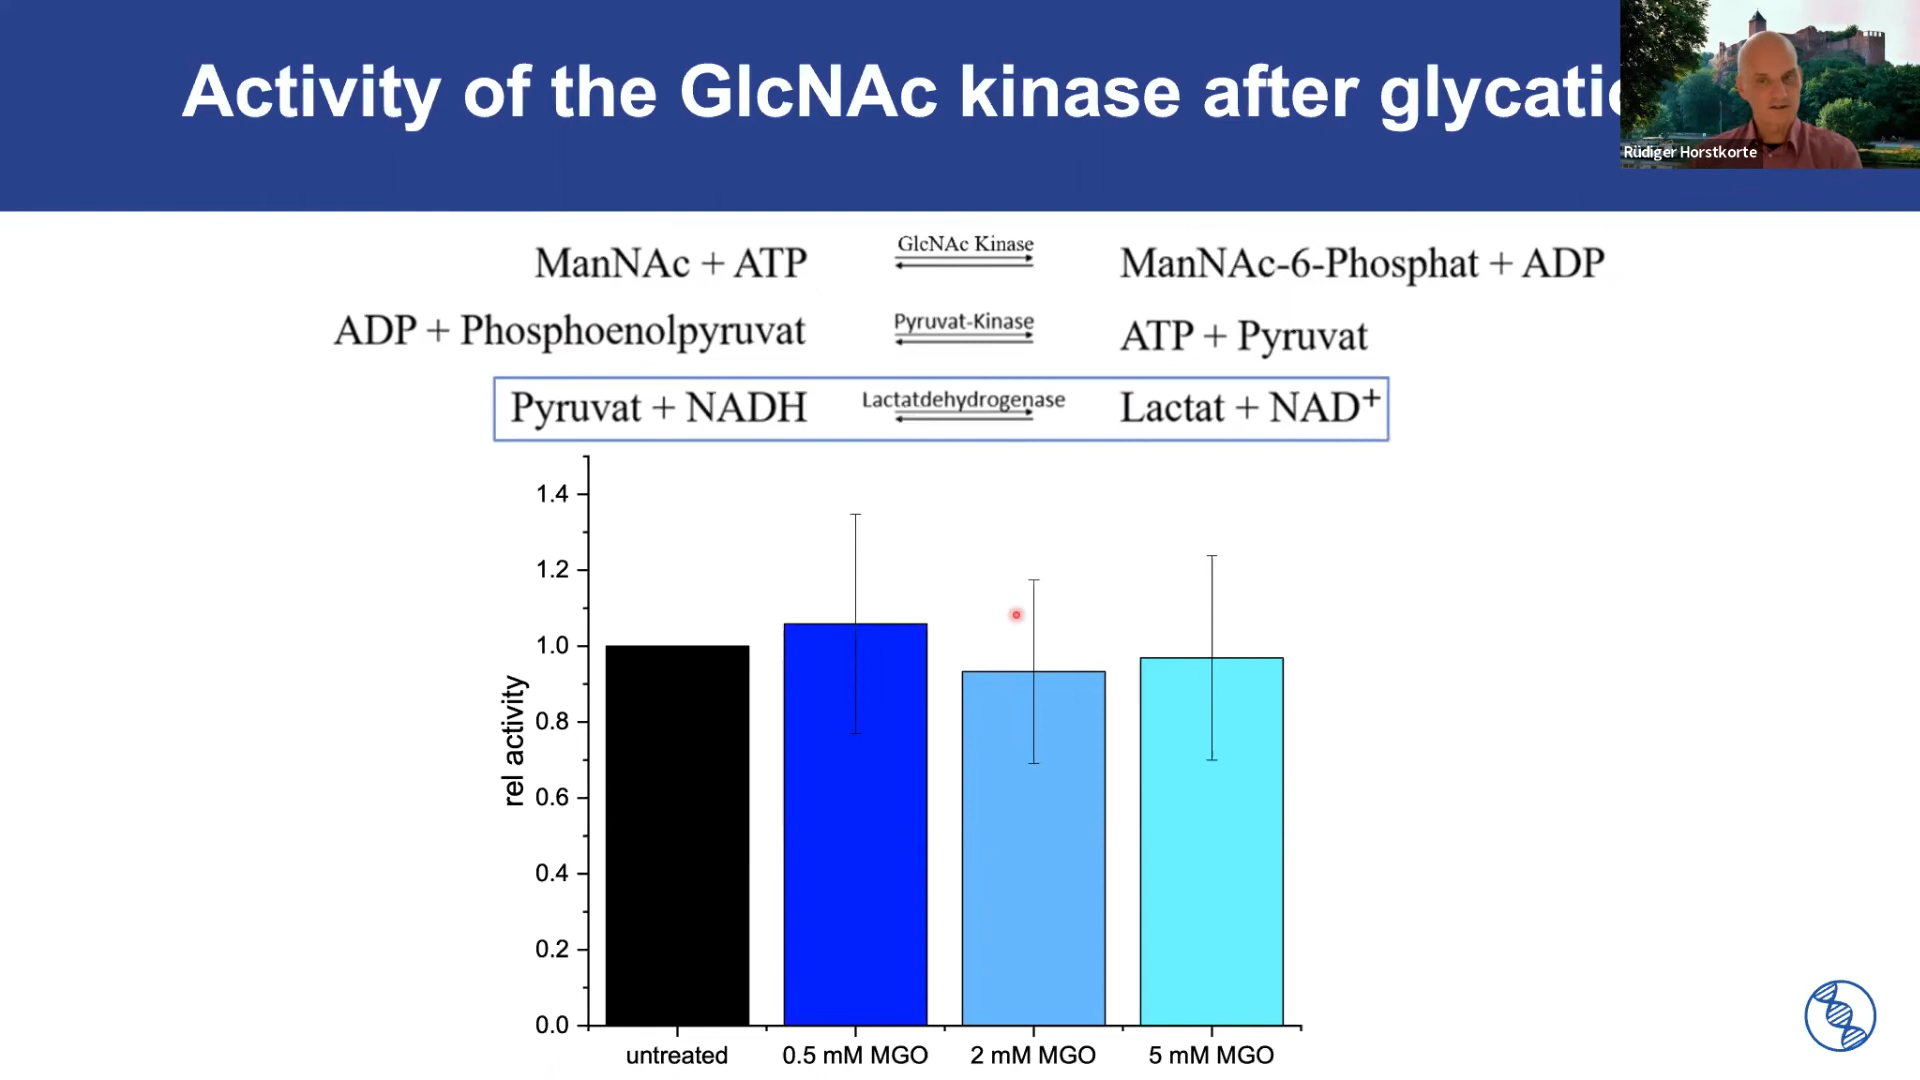 Activity of the GlcNAc kinase after glycatio
Rüdiger Horstkorte
GlcNAc Kinase
ManNAc + ATP ManNAc-6-Phosphat + ADP
Pyruvat-Kinase
ADP + Phosphoenolpyruvat ATP + Pyruvat
Lactatdehydrogenase
Pyruvat + NADH Lactat + NAD⁺
1.4
1.2
1.0
0.8
0.6
0.4
0.2
0.0
rel activity
untreated 0.5 mM MGO 2 mM MGO 5 mM MGO